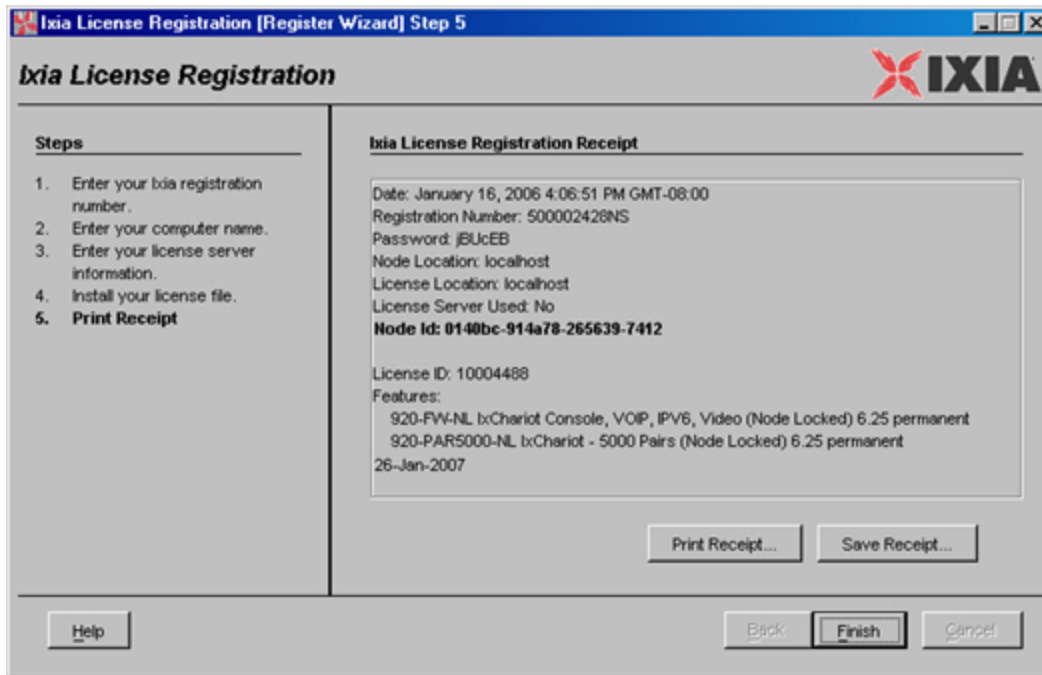 Ixia License Registration [Register Wizard] Step 5
Ixia License Registration
IXIA
Steps
1. Enter your Ixia registration
number.
2. Enter your computer name.
3. Enter your license server
information.
4. Install your license file.
5. Print Receipt
Ixia License Registration Receipt
Date: January 16, 2006 4:06:51 PM GMT-08:00
Registration Number: 500002428NS
Password: jBUcEB
Node Location: localhost
License Location: localhost
License Server Used: No
Node Id: 0140bc-914a78-265639-7412
License ID: 10004488
Features:
920-FW-NL IxChariot Console, VOIP, IPV6, Video (Node Locked) 6.25 permanent
920-PAR5000-NL IxChariot - 5000 Pairs (Node Locked) 6.25 permanent
26-Jan-2007
Print Receipt... Save Receipt...
Help Back Finish Cancel